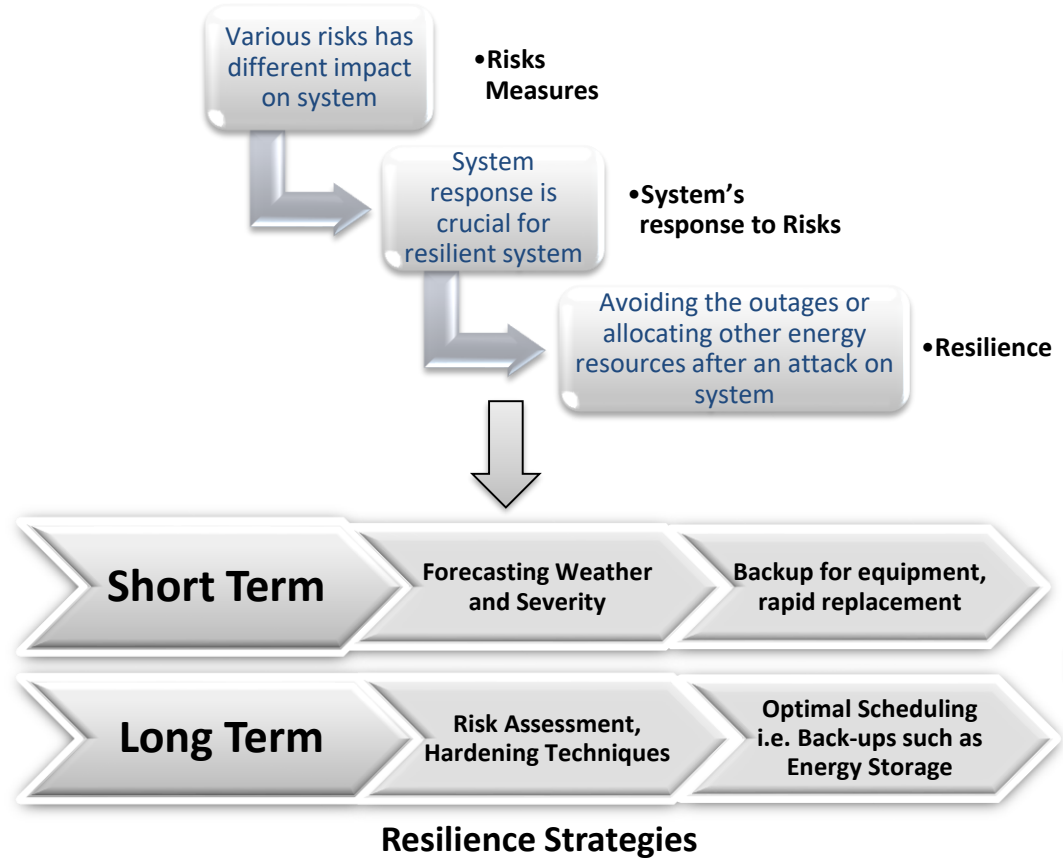 Various risks has
different impact
on system
•Risks
Measures
System
response is
crucial for
resilient system
•System's
response to Risks
Avoiding the outages or
allocating other energy
resources after an attack on
system
•Resilience
Short Term
Forecasting Weather
and Severity
Backup for equipment,
rapid replacement
Long Term
Risk Assessment,
Hardening Techniques
Optimal Scheduling
i.e. Back-ups such as
Energy Storage
Resilience Strategies